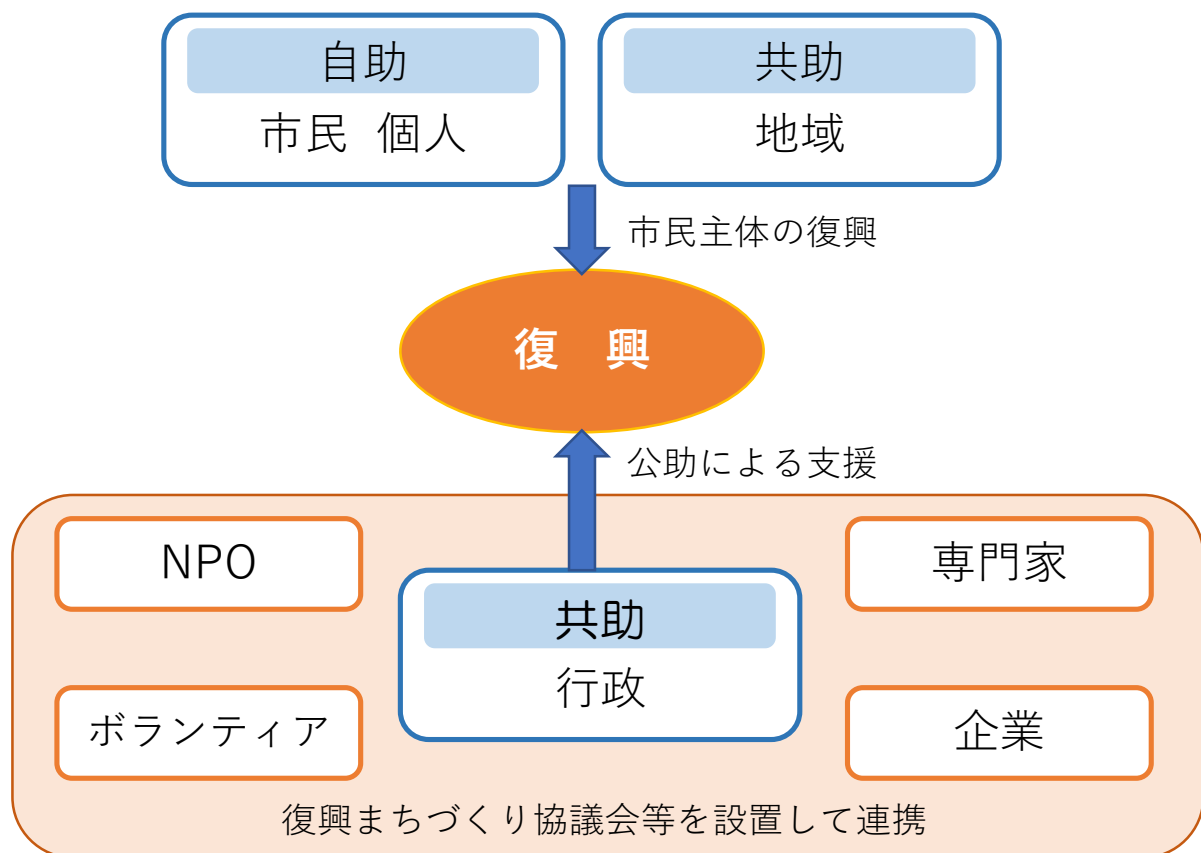 自助
市民 個人
共助
地域
市民主体の復興
復 興
公助による支援
NPO
専門家
共助
行政
ボランティア
企業
復興まちづくり協議会等を設置して連携